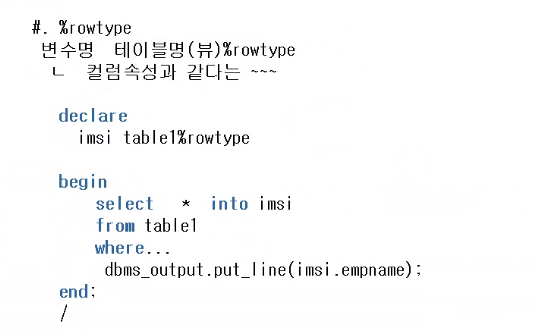 #. %rowtype
변수명 테이블명(뷰)%rowtype
ㄴ 컬럼속성과 같다는 ~~~
declare
imsi table1%rowtype
begin
select * into imsi
from table1
where...
dbms_output.put_line(imsi.empname);
end;
/